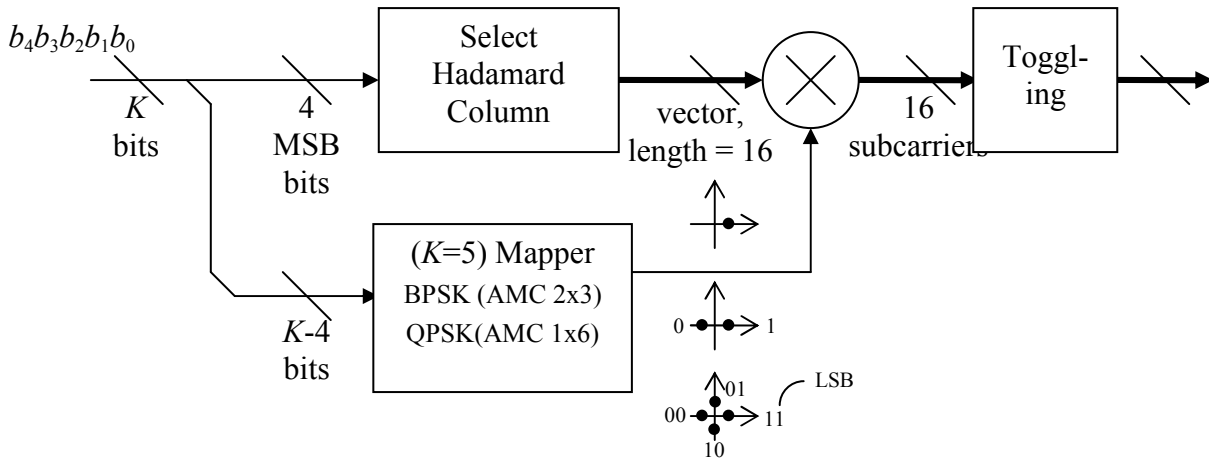 b₄b₃b₂b₁b₀
K
bits
4
MSB
bits
Select
Hadamard
Column
vector,
length = 16
16
subcarriers
Toggl-
ing
K-4
bits
(K=5) Mapper
BPSK (AMC 2x3)
QPSK(AMC 1x6)
0 1
01 LSB
00 11
10